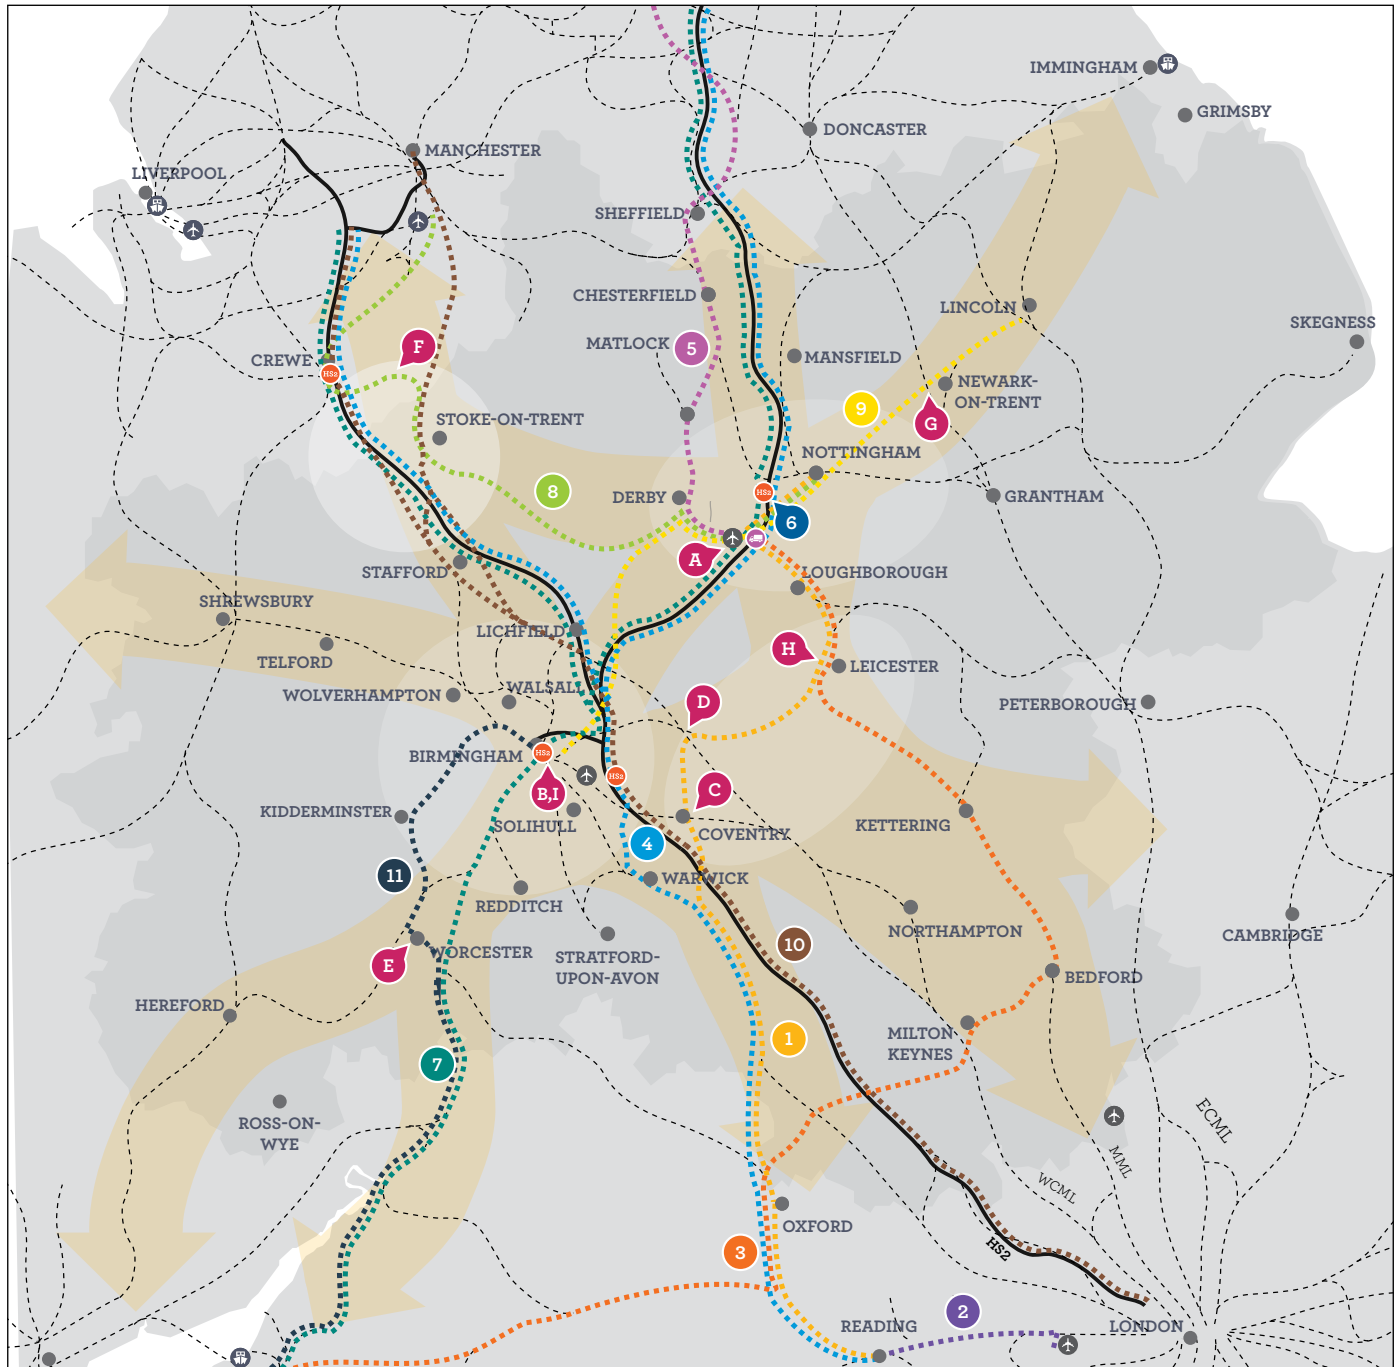 IMMINGHAM
GRIMSBY
DONCASTER
MANCHESTER
LIVERPOOL
SHEFFIELD
CHESTERFIELD
LINCOLN
SKEGNESS
MATLOCK
5
F
CREWE
HS2
MANSFIELD
NEWARK-
ON-TRENT
9
G
STOKE-ON-TRENT
NOTTINGHAM
8
DERBY
HS2
GRANTHAM
6
A
STAFFORD
LOUGHBOROUGH
SHREWSBURY
LICHFIELD
TELFORD
H
LEICESTER
WOLVERHAMPTON
WALSALL
D
PETERBOROUGH
BIRMINGHAM
HS2
HS2
B,I
C
KIDDERMINSTER
SOLIHULL
COVENTRY
KETTERING
4
11
WARWICK
REDDITCH
NORTHAMPTON
CAMBRIDGE
10
WORCESTER
E
STRATFORD-
UPON-AVON
BEDFORD
HEREFORD
MILTON
KEYNES
1
7
ROSS-ON-
WYE
ECML
MML
WCML
OXFORD
HS2
3
2
READING
LONDON